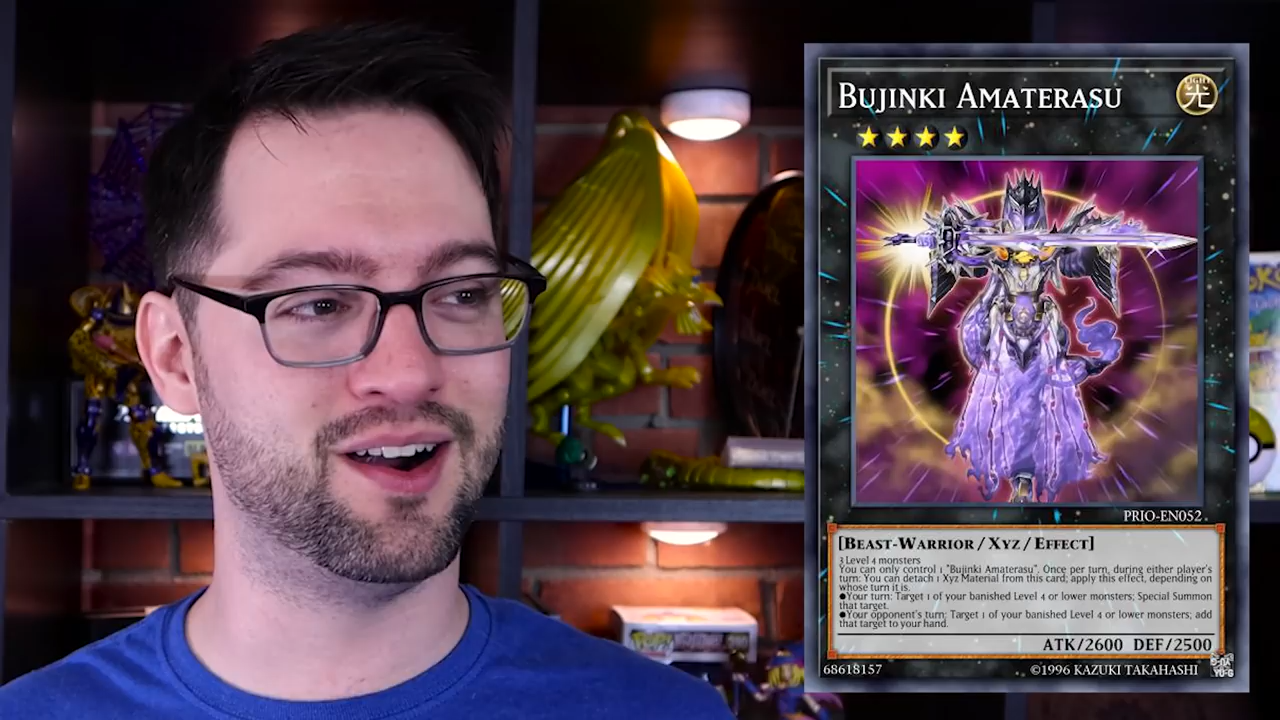 BUJINKI AMATERASU
LIGHT
光
PRIO-EN052
[BEAST-WARRIOR/XYZ/EFFECT]
3 Level 4 monsters
You can only control 1 "Bujinki Amaterasu". Once per turn, during either player's
turn: You can detach 1 Xyz Material from this card; apply this effect, depending on
whose turn it is.
●Your turn: Target 1 of your banished Level 4 or lower monsters; Special Summon
that target.
●Your opponent's turn: Target 1 of your banished Level 4 or lower monsters; add
that target to your hand.
ATK/2600 DEF/2500
68618157
©1996 KAZUKI TAKAHASHI